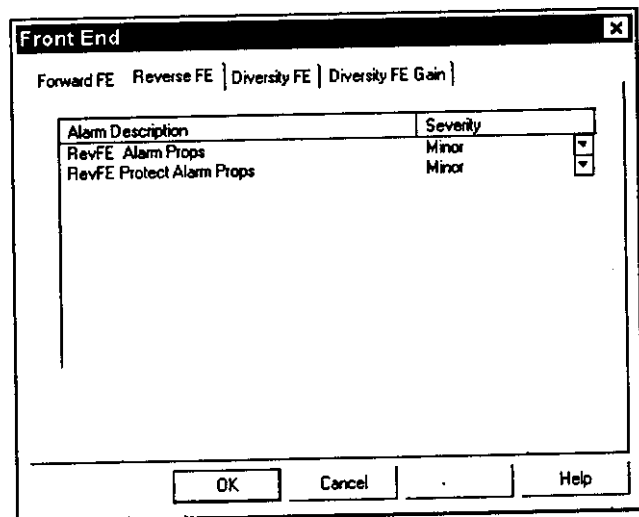 Front End
Forward FE Reverse FE Diversity FE Diversity FE Gain
Alarm Description Severity
RevFE Alarm Props Minor
RevFE Protect Alarm Props Minor
OK Cancel Help